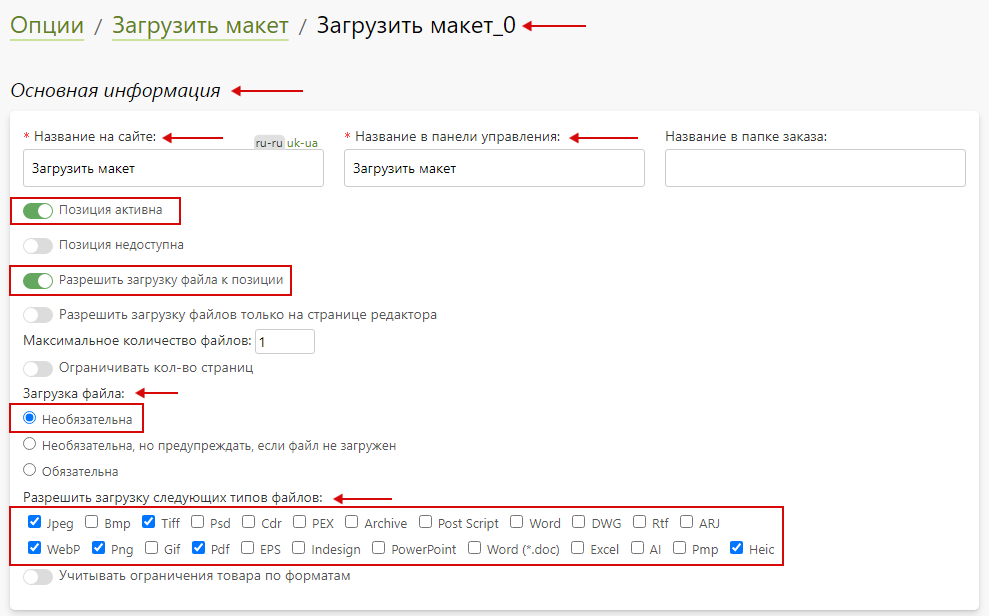 Опции / Загрузить макет / Загрузить макет_0
Основная информация
* Название на сайте:
ru-ru uk-ua
* Название в панели управления:
Название в папке заказа:
Загрузить макет
Загрузить макет
Позиция активна
Позиция недоступна
Разрешить загрузку файла к позиции
Разрешить загрузку файлов только на странице редактора
Максимальное количество файлов: 1
Ограничивать кол-во страниц
Загрузка файла:
Необязательна
Необязательна, но предупреждать, если файл не загружен
Обязательна
Разрешить загрузку следующих типов файлов:
Jpeg Bmp Tiff Psd Cdr PEX Archive Post Script Word DWG Rtf ARJ
WebP Png Gif Pdf EPS Indesign PowerPoint Word (*.doc) Excel AI Pmp Heic
Учитывать ограничения товара по форматам